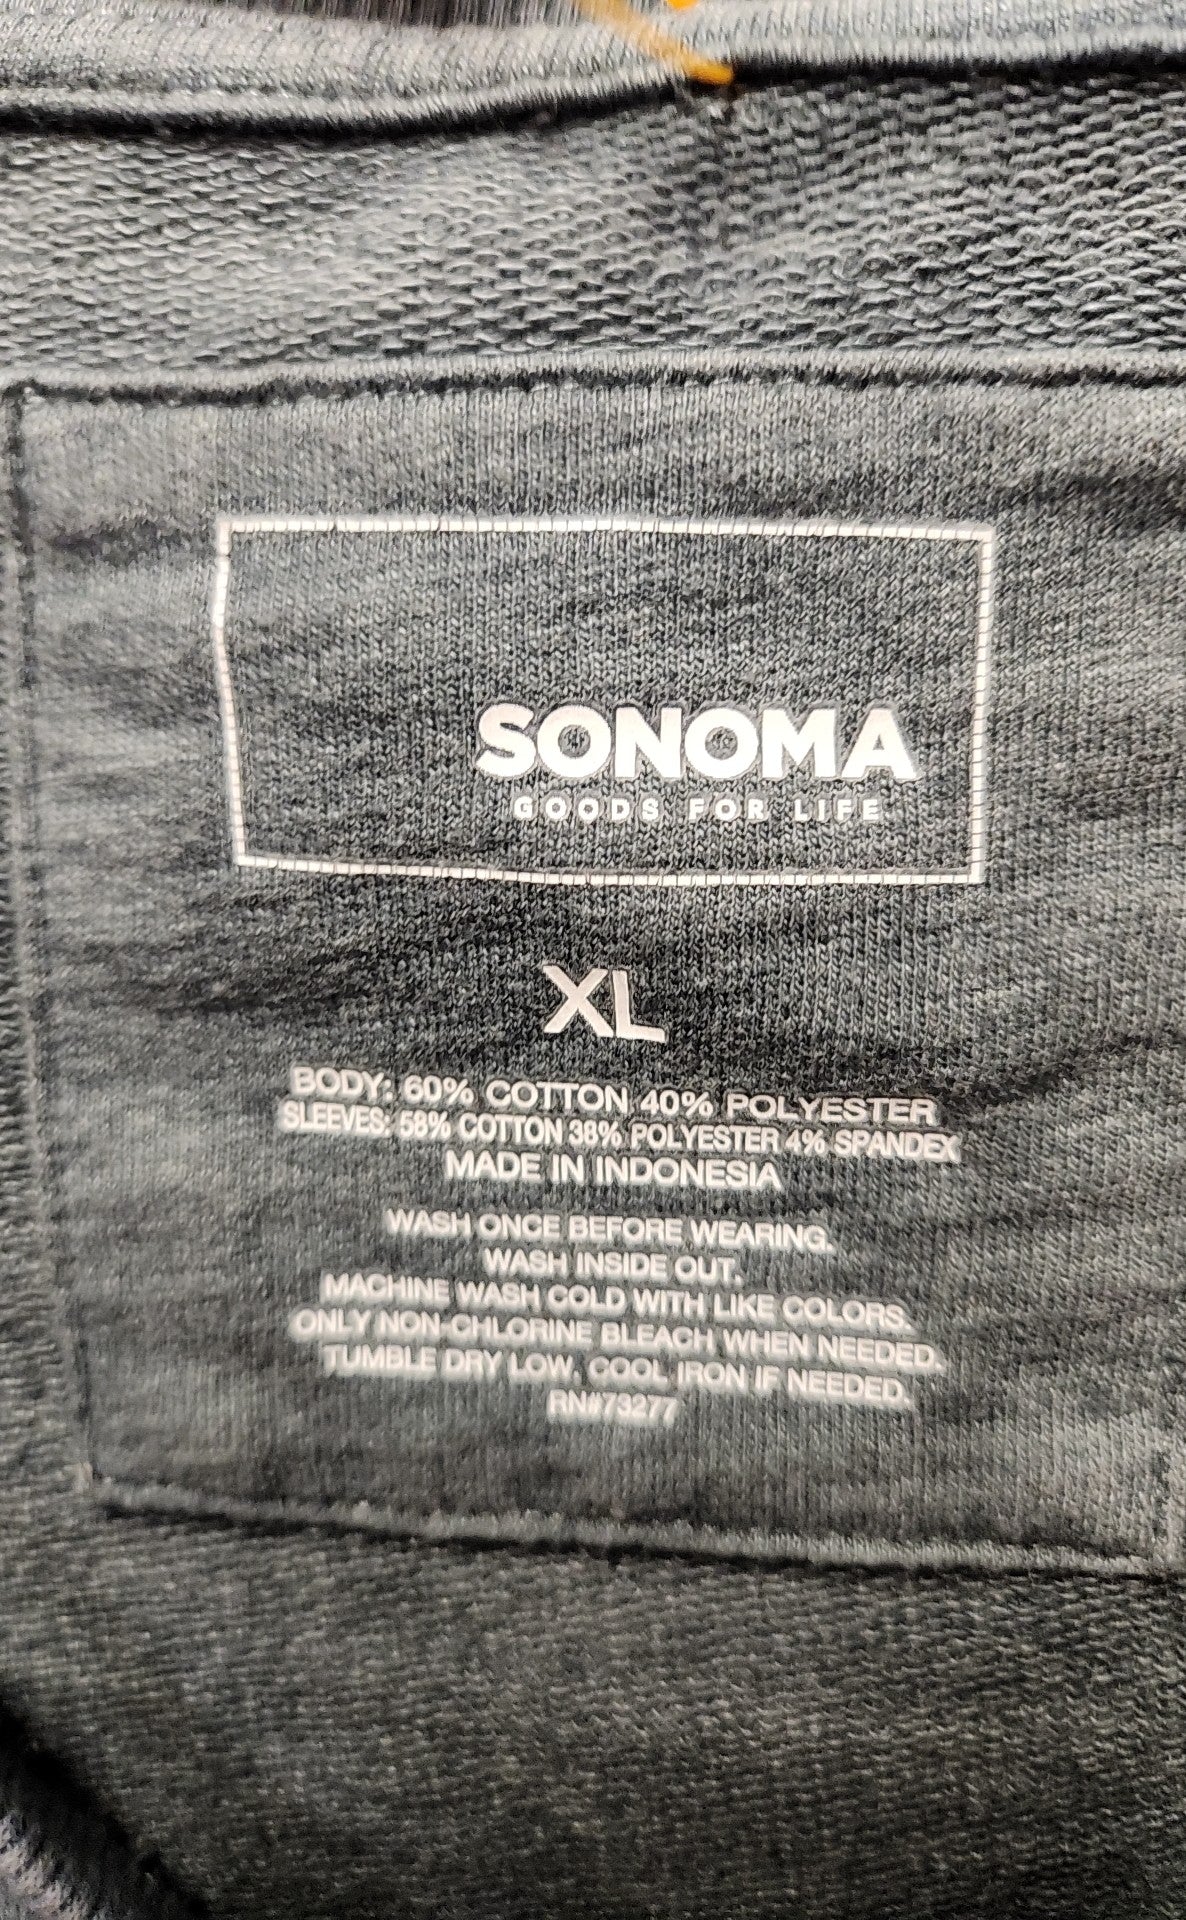 SONOMA
GOODS FOR LIFE
XL
BODY: 60% COTTON 40% POLYESTER
SLEEVES: 58% COTTON 38% POLYESTER 4% SPANDEX
MADE IN INDONESIA
WASH ONCE BEFORE WEARING.
WASH INSIDE OUT.
MACHINE WASH COLD WITH LIKE COLORS.
ONLY NON-CHLORINE BLEACH WHEN NEEDED.
TUMBLE DRY LOW. COOL IRON IF NEEDED.
RN#73277